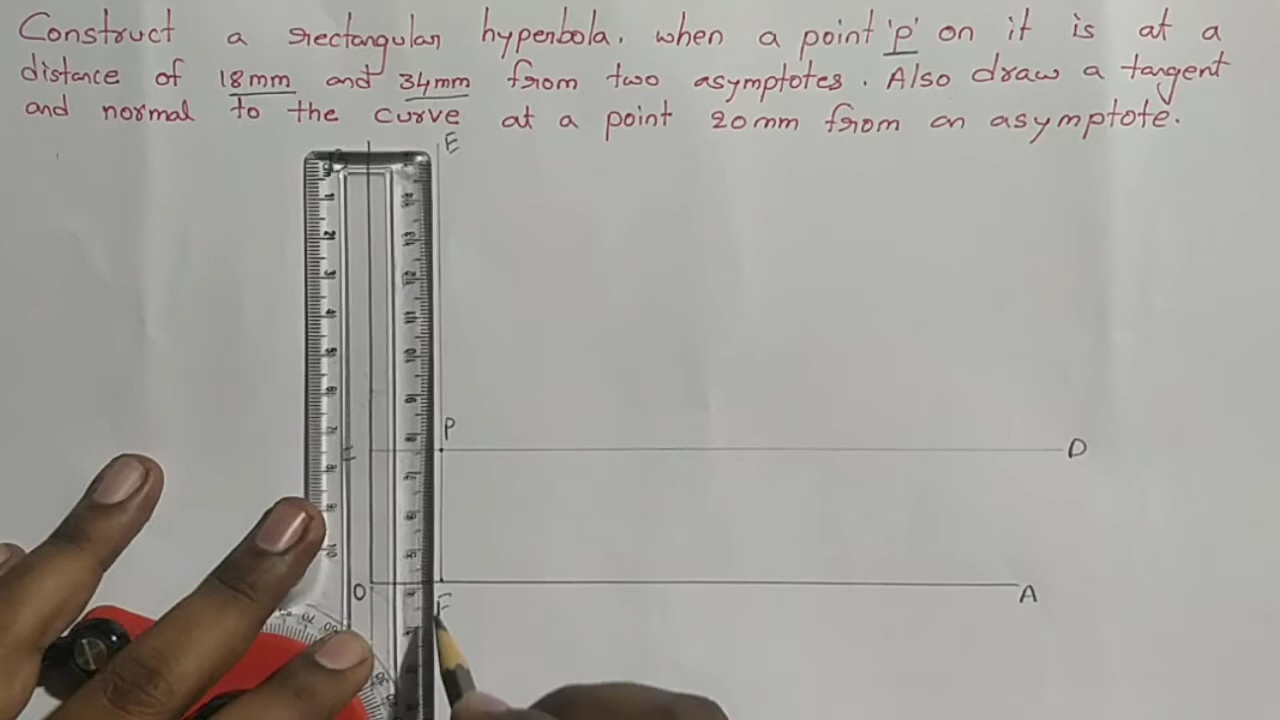 Construct a rectangular hyperbola. when a point 'p' on it is at a
distance of 18mm and 34mm from two asymptotes. Also draw a tangent
and normal to the curve at a point 20mm from an asymptote.
E
P
D
O
F
A